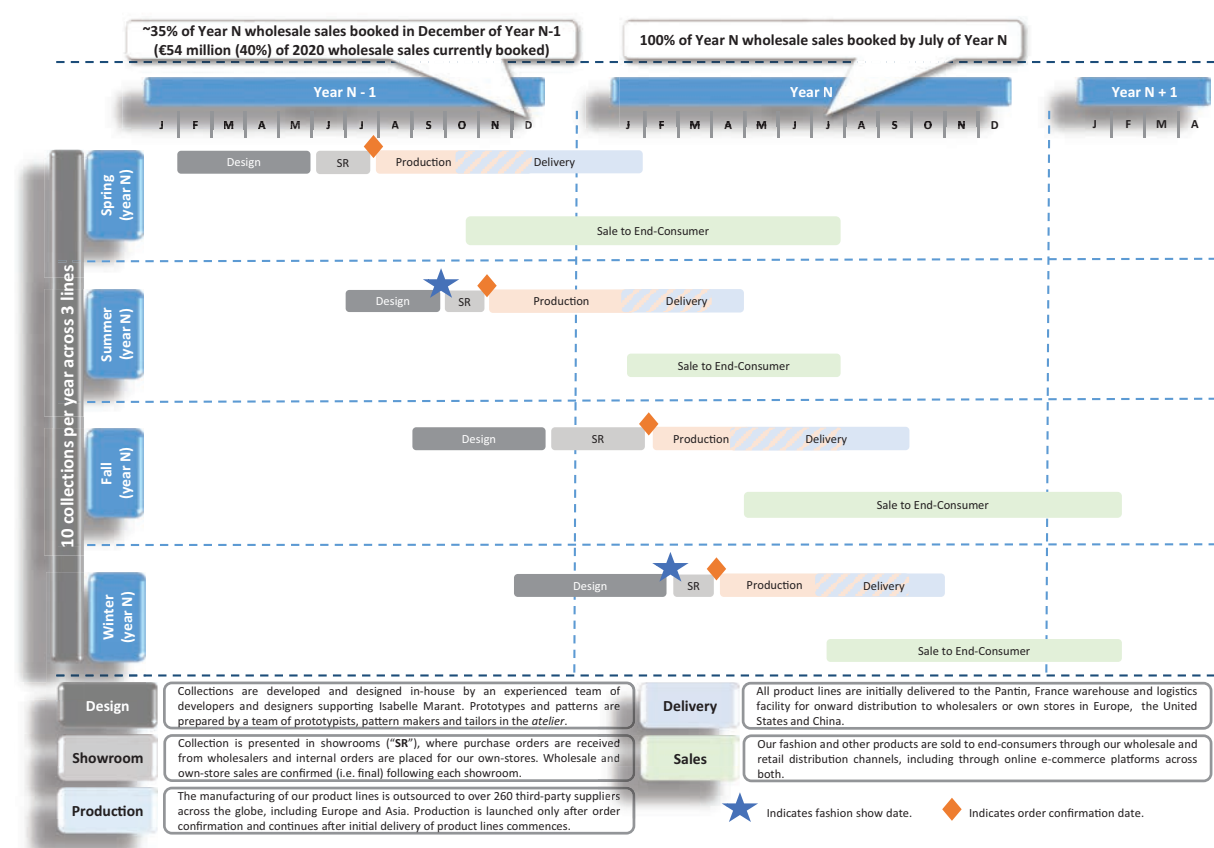 ~35% of Year N wholesale sales booked in December of Year N-1
(€54 million (40%) of 2020 wholesale sales currently booked)
100% of Year N wholesale sales booked by July of Year N
Year N - 1
Year N
Year N + 1
J F M A M J J A S O N D
J F M A M J J A S O N D
J F M A
10 collections per year across 3 lines
Spring
(year N)
Design
SR
Production
Delivery
Sale to End-Consumer
Summer
(year N)
Design
SR
Production
Delivery
Sale to End-Consumer
Fall
(year N)
Design
SR
Production
Delivery
Sale to End-Consumer
Winter
(year N)
Design
SR
Production
Delivery
Sale to End-Consumer
Design
Collections are developed and designed in-house by an experienced team of
developers and designers supporting Isabelle Marant. Prototypes and patterns are
prepared by a team of prototypists, pattern makers and tailors in the atelier.
Showroom
Collection is presented in showrooms (“SR”), where purchase orders are received
from wholesalers and internal orders are placed for our own-stores. Wholesale and
own-store sales are confirmed (i.e. final) following each showroom.
Production
The manufacturing of our product lines is outsourced to over 260 third-party suppliers
across the globe, including Europe and Asia. Production is launched only after order
confirmation and continues after initial delivery of product lines commences.
Delivery
All product lines are initially delivered to the Pantin, France warehouse and logistics
facility for onward distribution to wholesalers or own stores in Europe, the United
States and China.
Sales
Our fashion and other products are sold to end-consumers through our wholesale and
retail distribution channels, including through online e-commerce platforms across
both.
Indicates fashion show date.
Indicates order confirmation date.